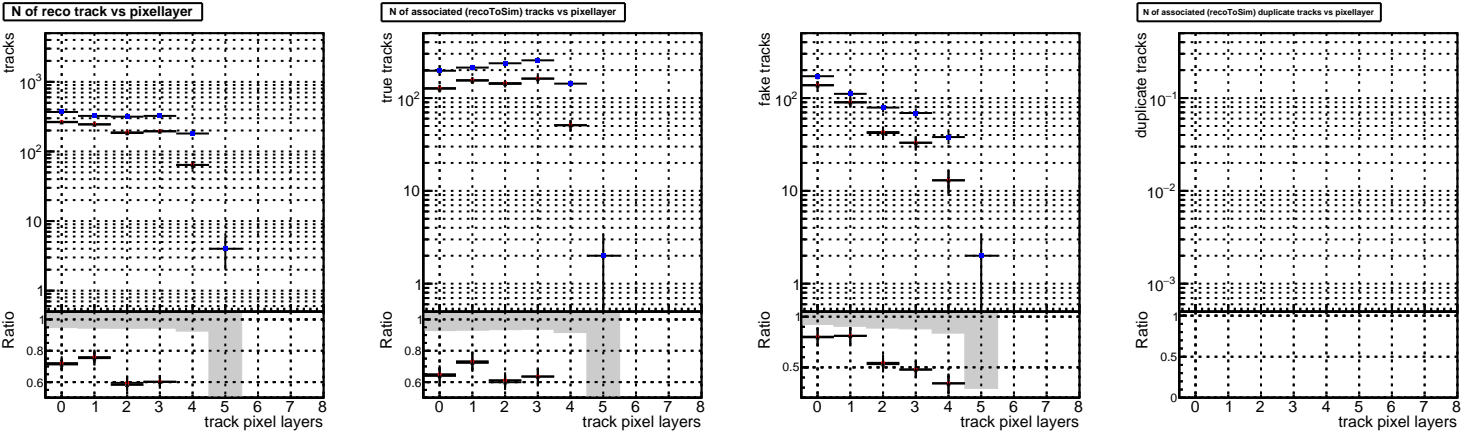 N of reco track vs pixellayer
tracks
10³
10²
10
1
Ratio
1
0.8
0.6
0 1 2 3 4 5 6 7 8
track pixel layers
N of associated (recoToSim) tracks vs pixellayer
true tracks
10²
10
1
Ratio
1
0.8
0.6
0 1 2 3 4 5 6 7 8
track pixel layers
fake tracks
10²
10
1
Ratio
1
0.5
0 1 2 3 4 5 6 7 8
track pixel layers
N of associated (recoToSim) duplicate tracks vs pixellayer
duplicate tracks
10⁻¹
10⁻²
10⁻³
Ratio
1
0.5
0
0 1 2 3 4 5 6 7 8
track pixel layers